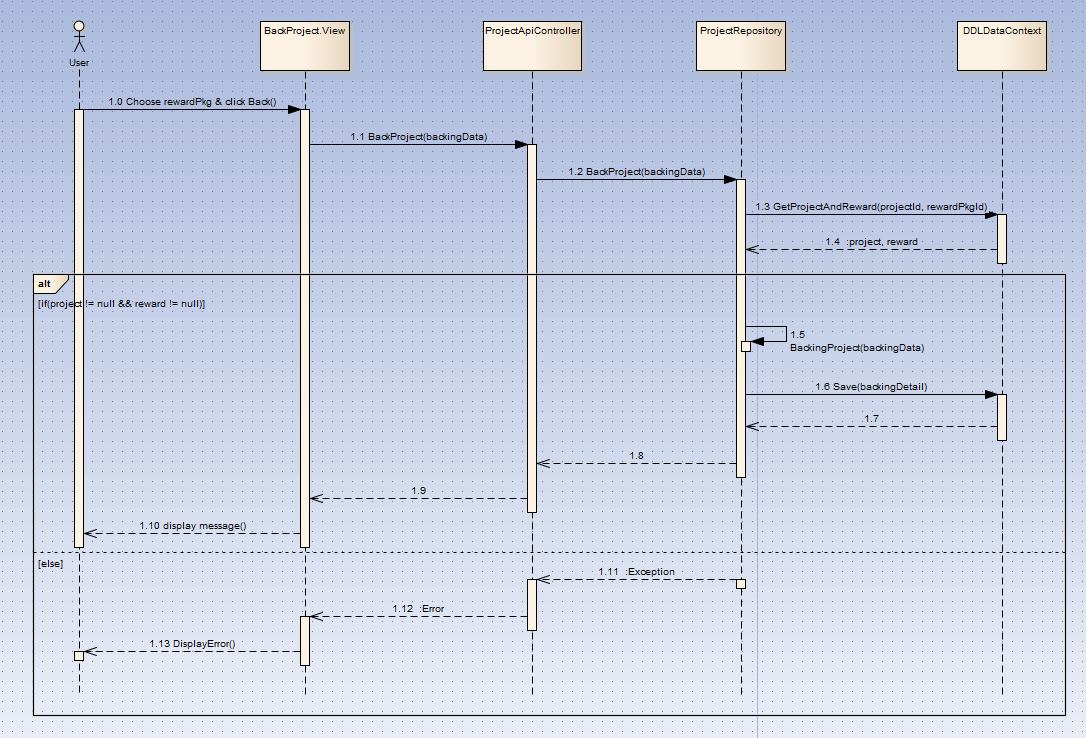 User
BackProject.View
ProjectApiController
ProjectRepository
DDLDataContext
1.0 Choose rewardPkg & click Back()
1.1 BackProject(backingData)
1.2 BackProject(backingData)
1.3 GetProjectAndReward(projectId, rewardPkgId)
1.4 :project, reward
alt
[if(project != null && reward != null)]
1.5
BackingProject(backingData)
1.6 Save(backingDetail)
1.7
1.8
1.9
1.10 display message()
[else]
1.11 :Exception
1.12 :Error
1.13 DisplayError()